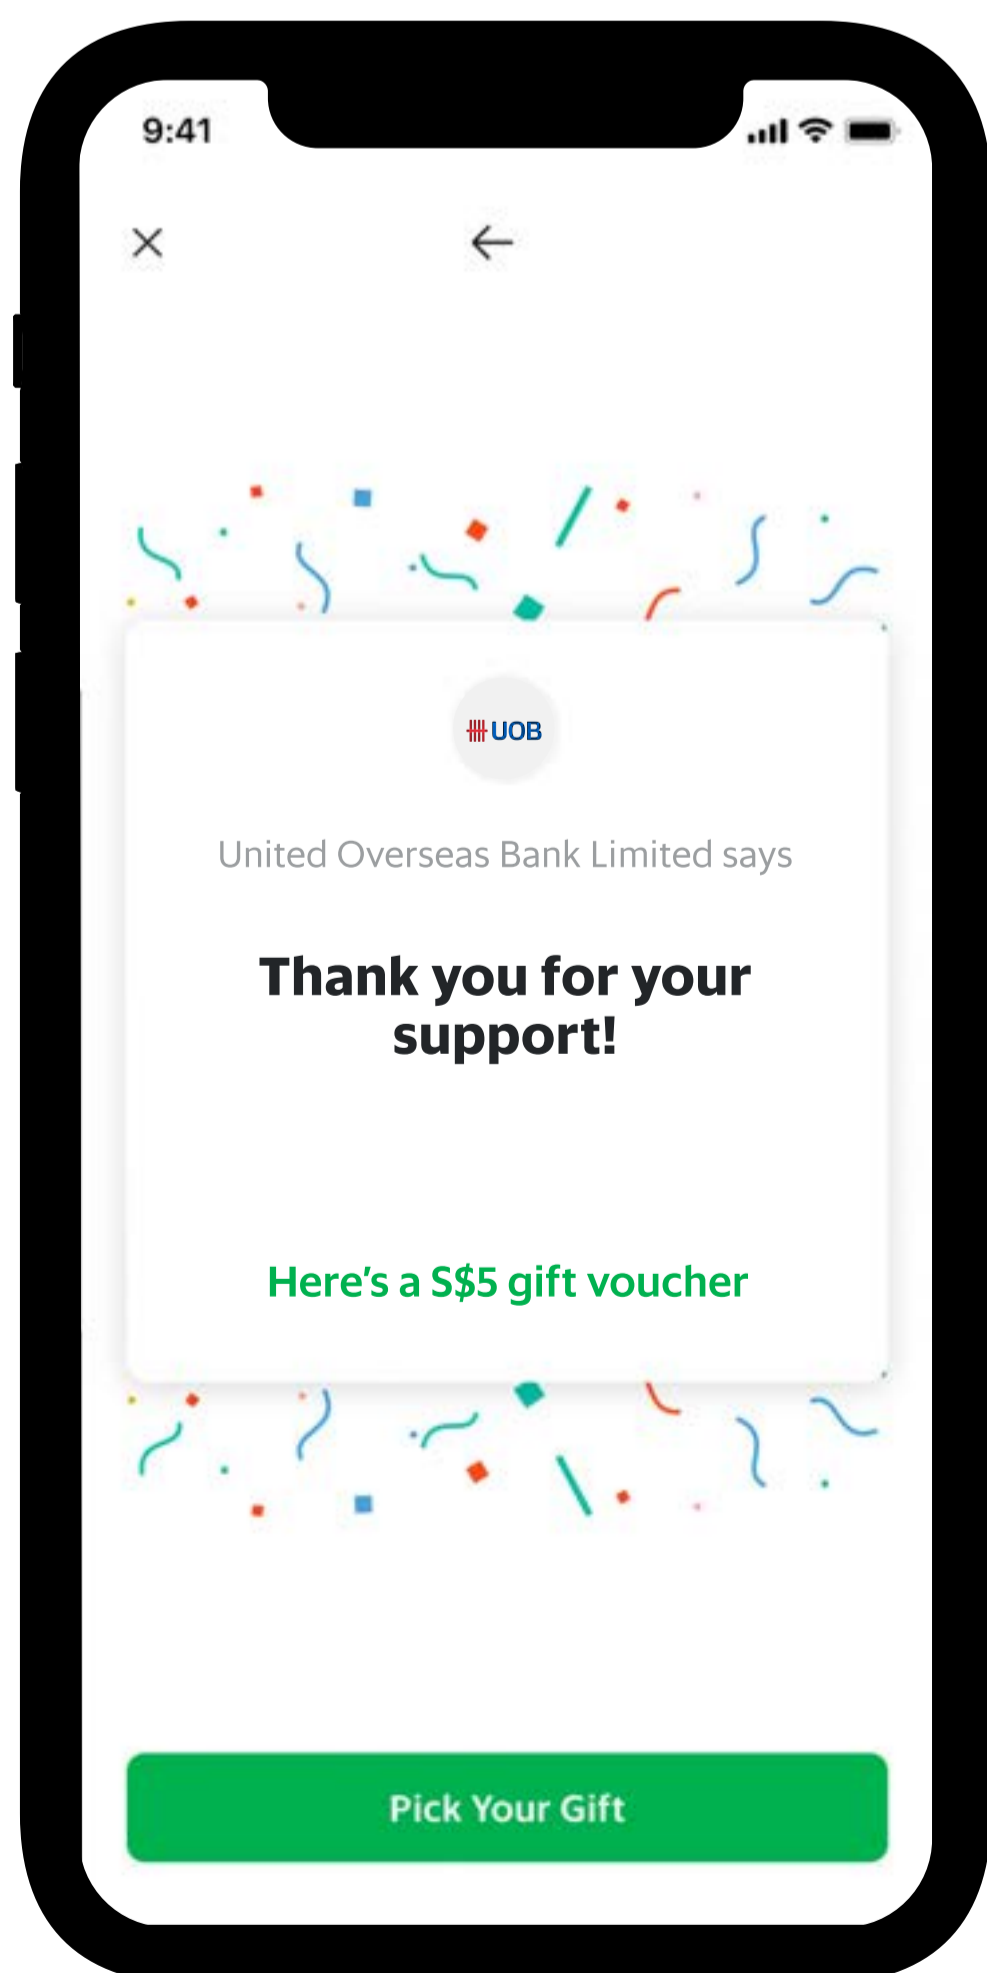 9:41
UOB
United Overseas Bank Limited says
Thank you for your
support!
Here's a S$5 gift voucher
Pick Your Gift